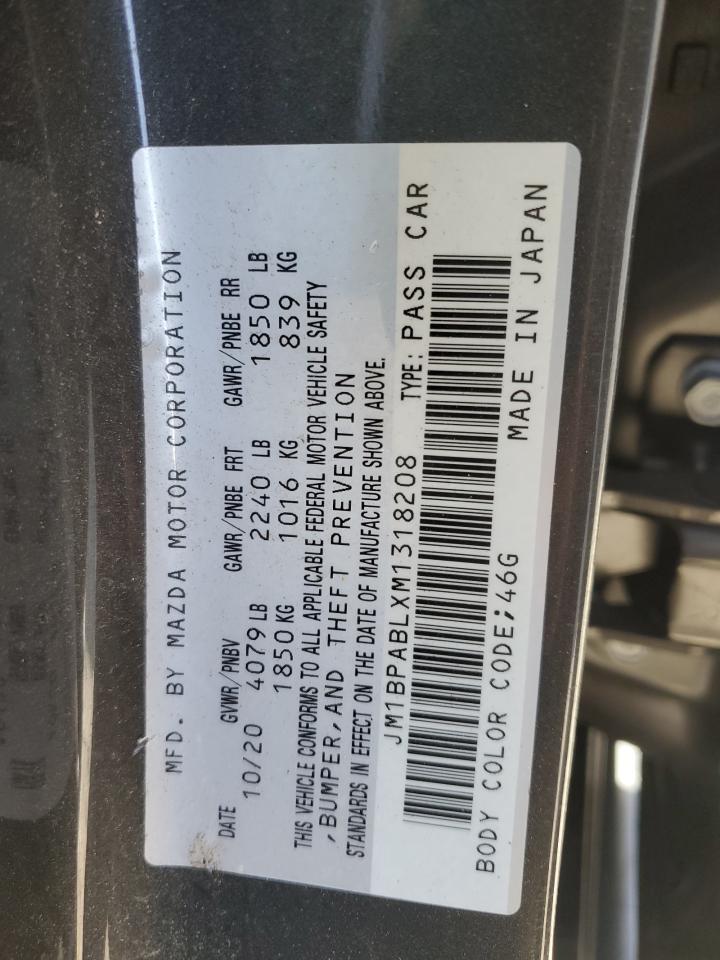 MFD. BY MAZDA MOTOR CORPORATION
DATE GVWR/PNBV GAWR/PNBE FRT GAWR/PNBE RR
10/20 4079 LB 2240 LB 1850 LB
1850 KG 1016 KG 839 KG
THIS VEHICLE CONFORMS TO ALL APPLICABLE FEDERAL MOTOR VEHICLE SAFETY
, BUMPER, AND THEFT PREVENTION
STANDARDS IN EFFECT ON THE DATE OF MANUFACTURE SHOWN ABOVE.
JM1BPABLXM1318208 TYPE: PASS CAR
BODY COLOR CODE; 46G MADE IN JAPAN